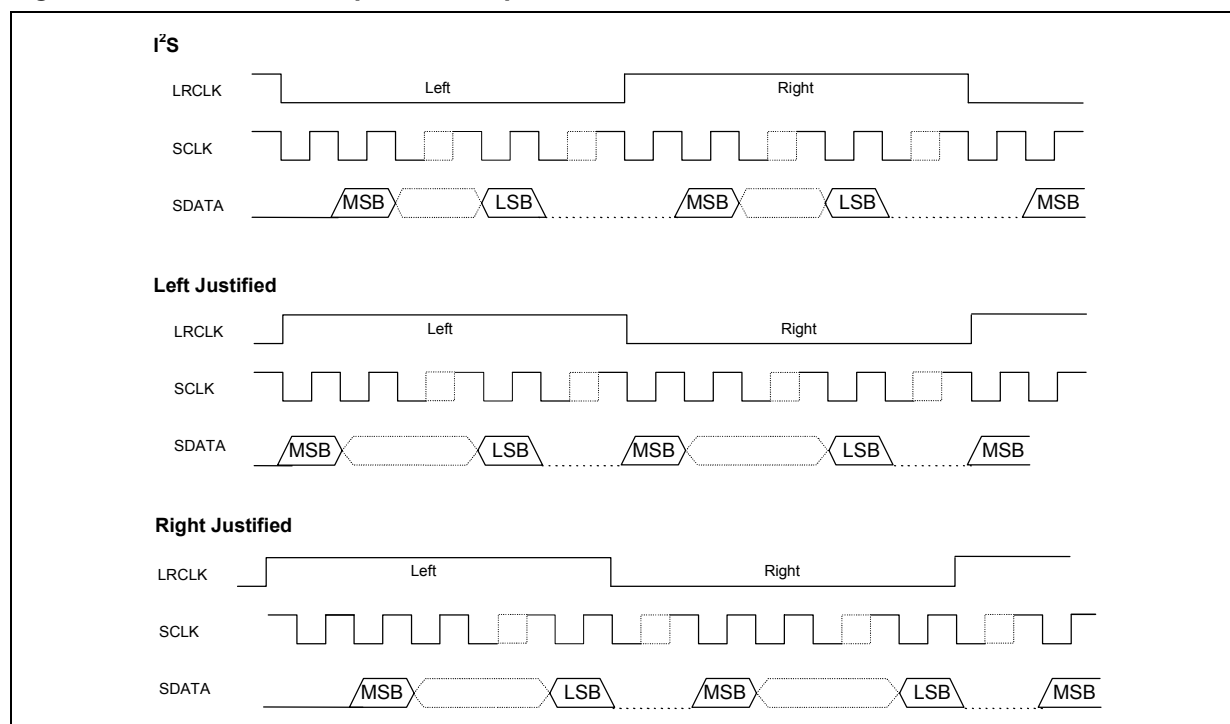 I²S
LRCLK Left Right
SCLK
SDATA MSB LSB MSB LSB MSB
Left Justified
LRCLK Left Right
SCLK
SDATA MSB LSB MSB LSB MSB
Right Justified
LRCLK Left Right
SCLK
SDATA MSB LSB MSB LSB MSB